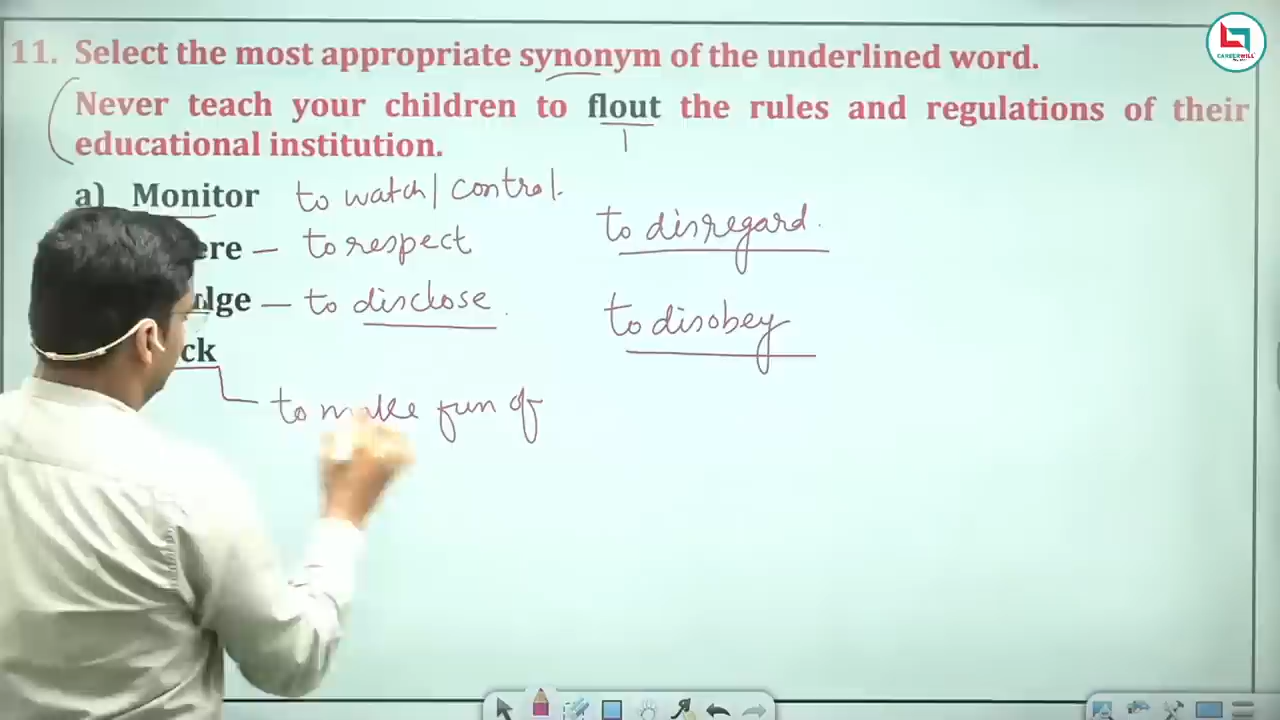 11. Select the most appropriate synonym of the underlined word.
Never teach your children to flout the rules and regulations of their
educational institution.
a) Monitor to watch/control.
ere - to respect
lge - to disclose.
ck
to make fun of
to disregard.
to disobey
CAREERWILL